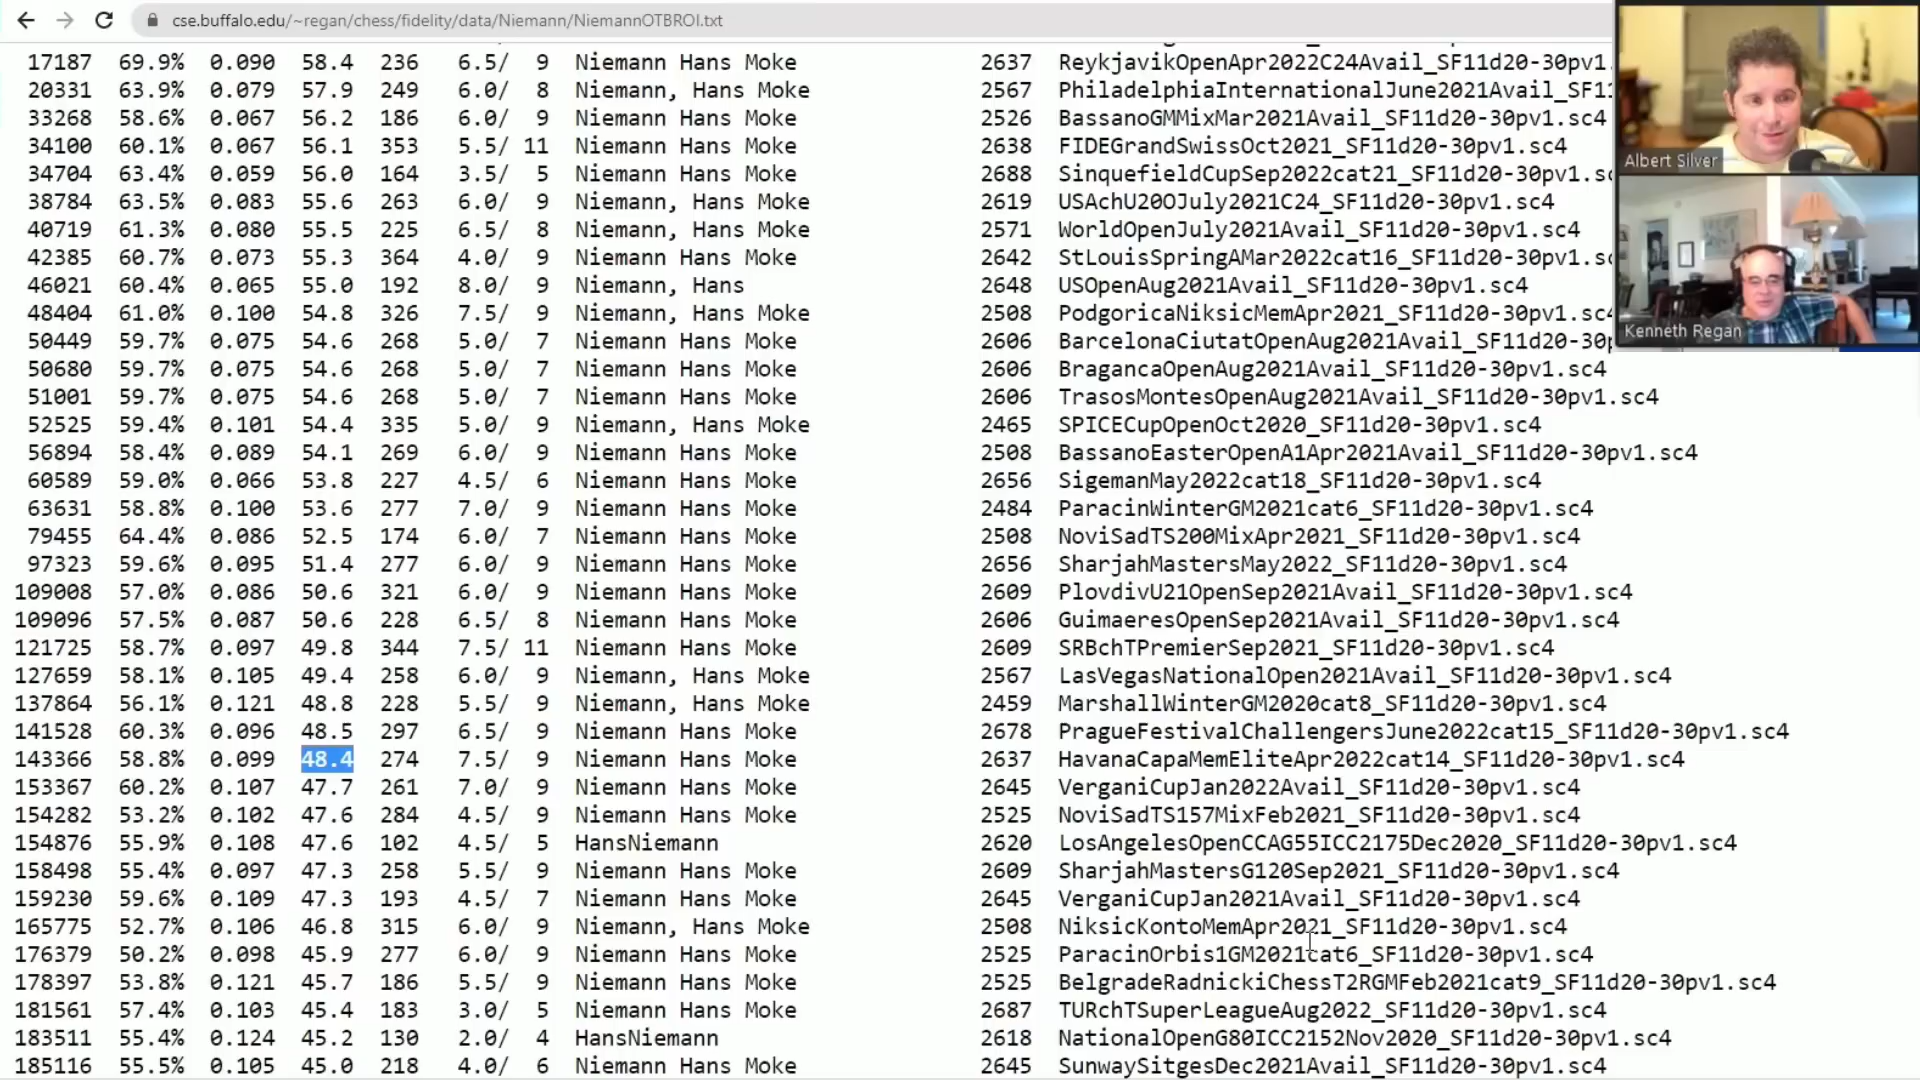 cse.buffalo.edu/~regan/chess/fidelity/data/Niemann/NiemannOTBROI.txt
17187 69.9% 0.090 58.4 236 6.5/ 9 Niemann Hans Moke 2637 ReykjavikOpenApr2022C24Avail_SF11d20-30pv1.
20331 63.9% 0.079 57.9 249 6.0/ 8 Niemann, Hans Moke 2567 PhiladelphiaInternationalJune2021Avail_SF11
33268 58.6% 0.067 56.2 186 6.0/ 9 Niemann Hans Moke 2526 BassanoGMMixMar2021Avail_SF11d20-30pv1.sc4
34100 60.1% 0.067 56.1 353 5.5/ 11 Niemann Hans Moke 2638 FIDEGrandSwissOct2021_SF11d20-30pv1.sc4
34704 63.4% 0.059 56.0 164 3.5/ 5 Niemann Hans Moke 2688 SinquefieldCupSep2022cat21_SF11d20-30pv1.sc
38784 63.5% 0.083 55.6 263 6.0/ 9 Niemann, Hans Moke 2619 USAchU20OJuly2021C24_SF11d20-30pv1.sc4
40719 61.3% 0.080 55.5 225 6.5/ 8 Niemann, Hans Moke 2571 WorldOpenJuly2021Avail_SF11d20-30pv1.sc4
42385 60.7% 0.073 55.3 364 4.0/ 9 Niemann Hans Moke 2642 StLouisSpringAMar2022cat16_SF11d20-30pv1.sc
46021 60.4% 0.065 55.0 192 8.0/ 9 Niemann, Hans 2648 USOpenAug2021Avail_SF11d20-30pv1.sc4
48404 61.0% 0.100 54.8 326 7.5/ 9 Niemann, Hans Moke 2508 PodgoricaNiksicMemApr2021_SF11d20-30pv1.sc4
50449 59.7% 0.075 54.6 268 5.0/ 7 Niemann Hans Moke 2606 BarcelonaCiutatOpenAug2021Avail_SF11d20-30p
50680 59.7% 0.075 54.6 268 5.0/ 7 Niemann Hans Moke 2606 BragancaOpenAug2021Avail_SF11d20-30pv1.sc4
51001 59.7% 0.075 54.6 268 5.0/ 7 Niemann Hans Moke 2606 TrasosMontesOpenAug2021Avail_SF11d20-30pv1.sc4
52525 59.4% 0.101 54.4 335 5.0/ 9 Niemann, Hans Moke 2465 SPICECupOpenOct2020_SF11d20-30pv1.sc4
56894 58.4% 0.089 54.1 269 6.0/ 9 Niemann Hans Moke 2508 BassanoEasterOpenA1Apr2021Avail_SF11d20-30pv1.sc4
60589 59.0% 0.066 53.8 227 4.5/ 6 Niemann Hans Moke 2656 SigemanMay2022cat18_SF11d20-30pv1.sc4
63631 58.8% 0.100 53.6 277 7.0/ 9 Niemann Hans Moke 2484 ParacinWinterGM2021cat6_SF11d20-30pv1.sc4
79455 64.4% 0.086 52.5 174 6.0/ 7 Niemann Hans Moke 2508 NoviSadTS200MixApr2021_SF11d20-30pv1.sc4
97323 59.6% 0.095 51.4 277 6.0/ 9 Niemann Hans Moke 2656 SharjahMastersMay2022_SF11d20-30pv1.sc4
109008 57.0% 0.086 50.6 321 6.0/ 9 Niemann Hans Moke 2609 PlovdivU21OpenSep2021Avail_SF11d20-30pv1.sc4
109096 57.5% 0.087 50.6 228 6.5/ 8 Niemann Hans Moke 2606 GuimaeresOpenSep2021Avail_SF11d20-30pv1.sc4
121725 58.7% 0.097 49.8 344 7.5/ 11 Niemann Hans Moke 2609 SRBchTPremierSep2021_SF11d20-30pv1.sc4
127659 58.1% 0.105 49.4 258 6.0/ 9 Niemann, Hans Moke 2567 LasVegasNationalOpen2021Avail_SF11d20-30pv1.sc4
137864 56.1% 0.121 48.8 228 5.5/ 9 Niemann, Hans Moke 2459 MarshallWinterGM2020cat8_SF11d20-30pv1.sc4
141528 60.3% 0.096 48.5 297 6.5/ 9 Niemann Hans Moke 2678 PragueFestivalChallengersJune2022cat15_SF11d20-30pv1.sc4
143366 58.8% 0.099 48.4 274 7.5/ 9 Niemann Hans Moke 2637 HavanaCapaMemEliteApr2022cat14_SF11d20-30pv1.sc4
153367 60.2% 0.107 47.7 261 7.0/ 9 Niemann Hans Moke 2645 VerganiCupJan2022Avail_SF11d20-30pv1.sc4
154282 53.2% 0.102 47.6 284 4.5/ 9 Niemann Hans Moke 2525 NoviSadTS157MixFeb2021_SF11d20-30pv1.sc4
154876 55.9% 0.108 47.6 102 4.5/ 5 HansNiemann 2620 LosAngelesOpenCCAG55ICC2175Dec2020_SF11d20-30pv1.sc4
158498 55.4% 0.097 47.3 258 5.5/ 9 Niemann Hans Moke 2609 SharjahMastersG120Sep2021_SF11d20-30pv1.sc4
159230 59.6% 0.109 47.3 193 4.5/ 7 Niemann Hans Moke 2645 VerganiCupJan2021Avail_SF11d20-30pv1.sc4
165775 52.7% 0.106 46.8 315 6.0/ 9 Niemann, Hans Moke 2508 NiksicKontoMemApr2021_SF11d20-30pv1.sc4
176379 50.2% 0.098 45.9 277 6.0/ 9 Niemann Hans Moke 2525 ParacinOrbis1GM2021cat6_SF11d20-30pv1.sc4
178397 53.8% 0.121 45.7 186 5.5/ 9 Niemann Hans Moke 2525 BelgradeRadnickiChessT2RGMFeb2021cat9_SF11d20-30pv1.sc4
181561 57.4% 0.103 45.4 183 3.0/ 5 Niemann Hans Moke 2687 TURchTSuperLeagueAug2022_SF11d20-30pv1.sc4
183511 55.4% 0.124 45.2 130 2.0/ 4 HansNiemann 2618 NationalOpenG80ICC2152Nov2020_SF11d20-30pv1.sc4
185116 55.5% 0.105 45.0 218 4.0/ 6 Niemann Hans Moke 2645 SunwaySitgesDec2021Avail_SF11d20-30pv1.sc4
Albert Silver
Kenneth Regan